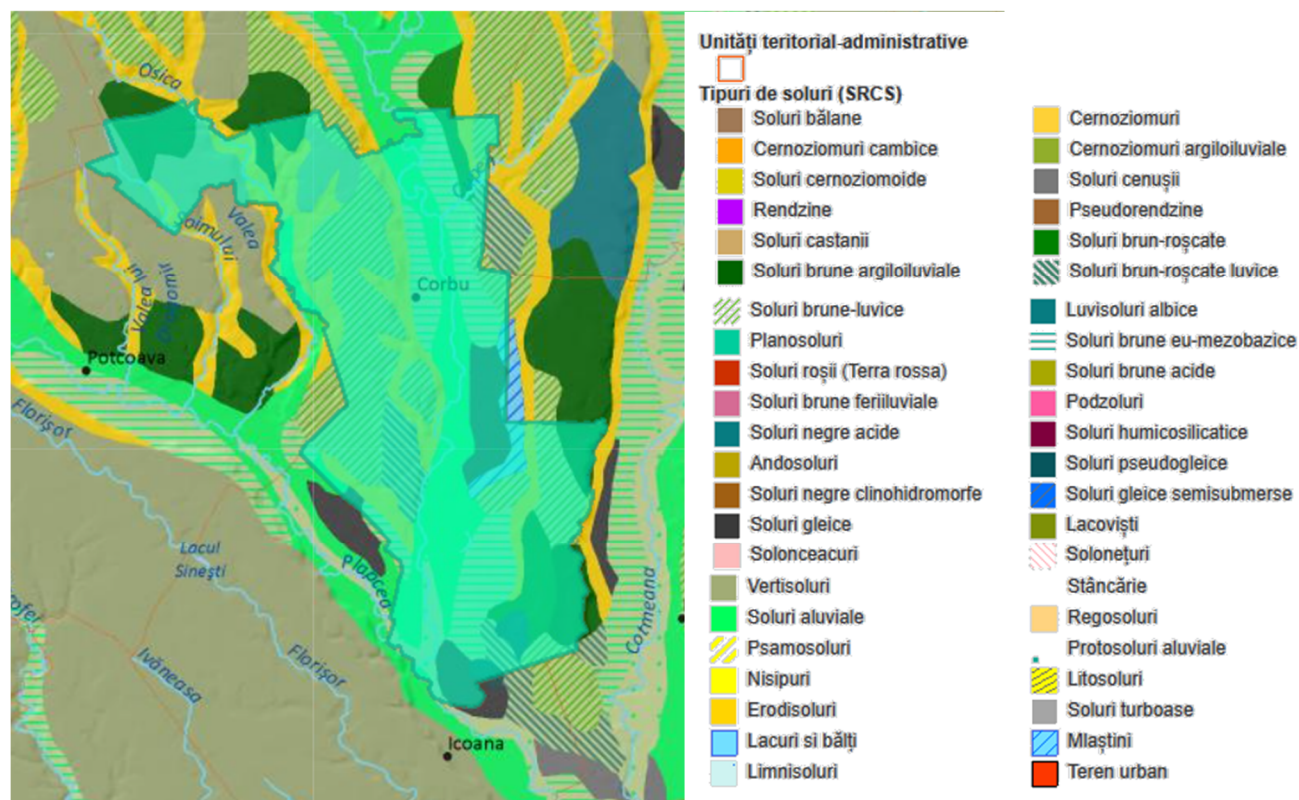 Osica
Valea
Soimului
Valea lui
Dragomir
Corbu
Potcoava
Florişor
Lacul
Sineşti
Plapcea
Cotmeana
Ivăneasa
Florişor
Icoana
Unități teritorial-administrative
Tipuri de soluri (SRCS)
Soluri bălane
Cernoziomuri cambice
Soluri cernoziomoide
Rendzine
Soluri castanii
Soluri brune argiloiluviale
Soluri brune-luvice
Planosoluri
Soluri roșii (Terra rossa)
Soluri brune feriiluviale
Soluri negre acide
Andosoluri
Soluri negre clinohidromorfe
Soluri gleice
Solonceacuri
Vertisoluri
Soluri aluviale
Psamosoluri
Nisipuri
Erodisoluri
Lacuri si bălți
Limnisoluri
Cernoziomuri
Cernoziomuri argiloiluviale
Soluri cenușii
Pseudorendzine
Soluri brun-roșcate
Soluri brun-roșcate luvice
Luvisoluri albice
Soluri brune eu-mezobazice
Soluri brune acide
Podzoluri
Soluri humicosilicatice
Soluri pseudogleice
Soluri gleice semisubmerse
Lacoviști
Solonețuri
Stâncărie
Regosoluri
Protosoluri aluviale
Litosoluri
Soluri turboase
Mlaștini
Teren urban